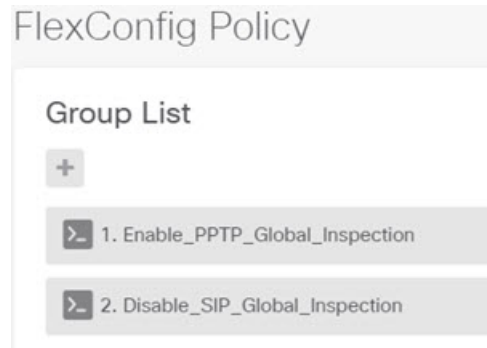 FlexConfig Policy
Group List
+
>_ 1. Enable_PPTP_Global_Inspection
>_ 2. Disable_SIP_Global_Inspection